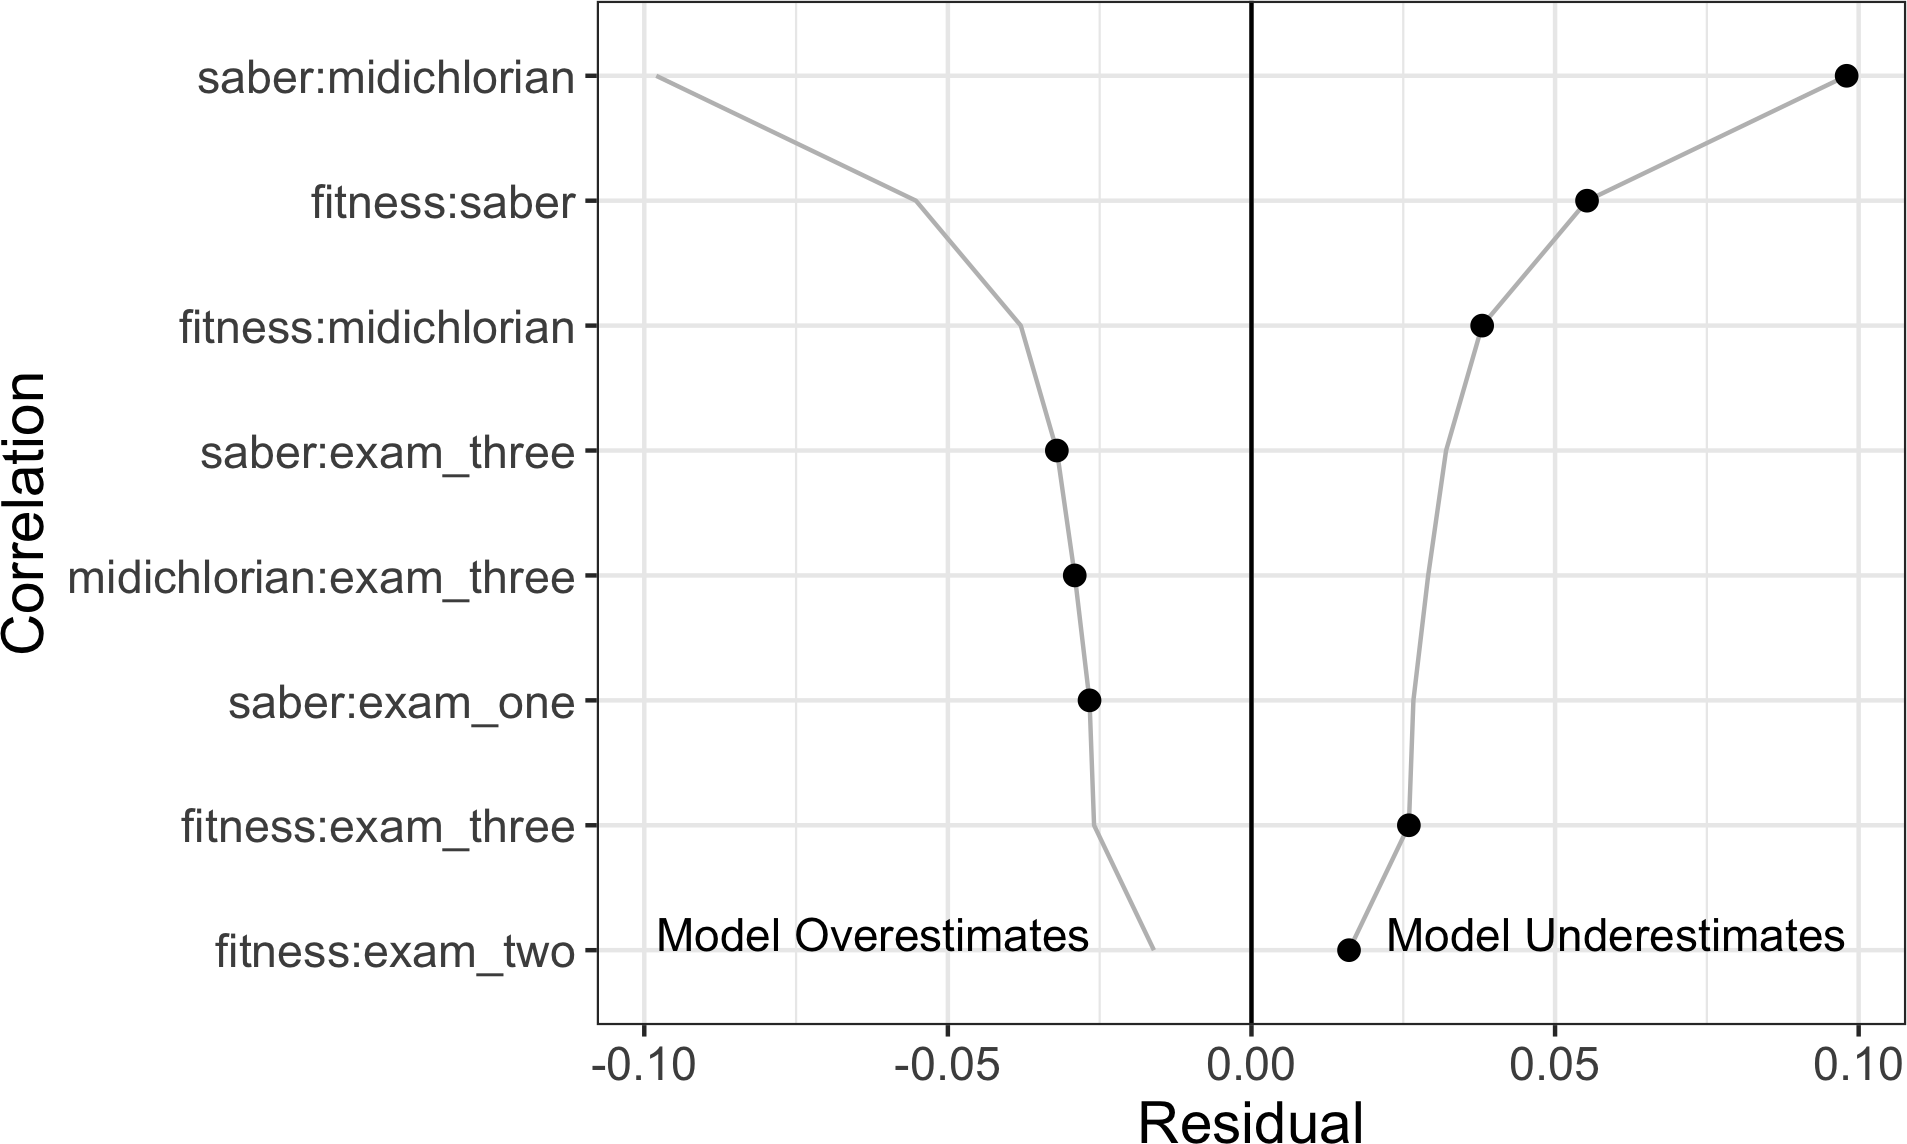 Correlation
saber:midichlorian
fitness:saber
fitness:midichlorian
saber:exam_three
midichlorian:exam_three
saber:exam_one
fitness:exam_three
fitness:exam_two
Model Overestimates
Model Underestimates
-0.10
-0.05
0.00
0.05
0.10
Residual